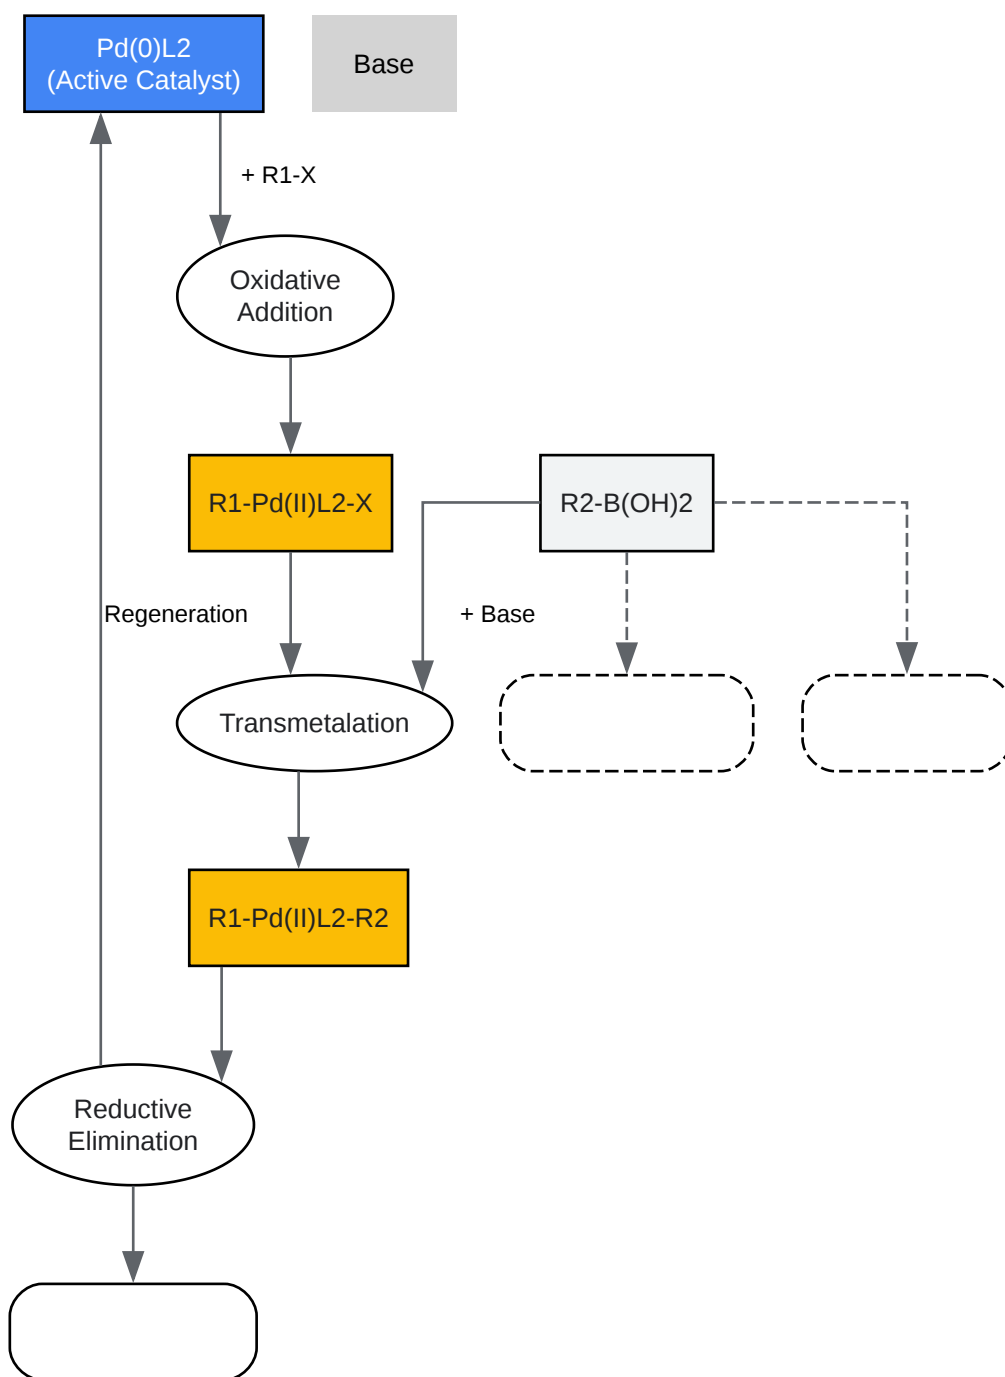 Pd(0)L2
(Active Catalyst)
Base
+ R1-X
Oxidative
Addition
R1-Pd(II)L2-X
R2-B(OH)2
Regeneration
+ Base
Transmetalation
R1-Pd(II)L2-R2
Reductive
Elimination